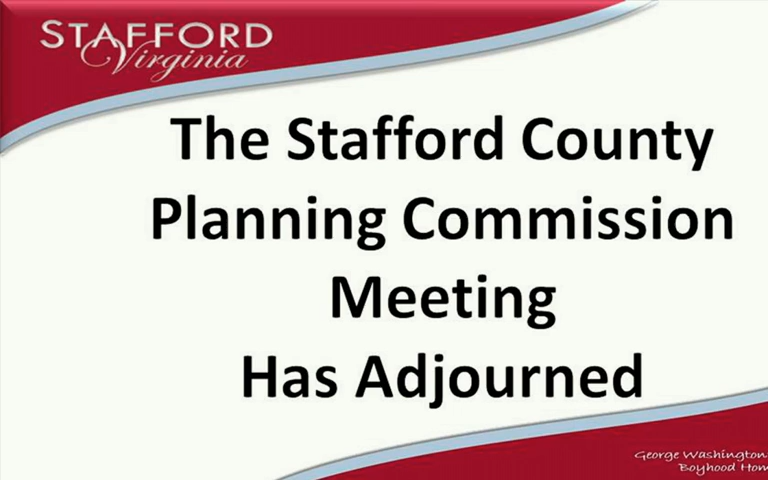 STAFFORD
Virginia
The Stafford County
Planning Commission
Meeting
Has Adjourned
George Washington
Boyhood Hom